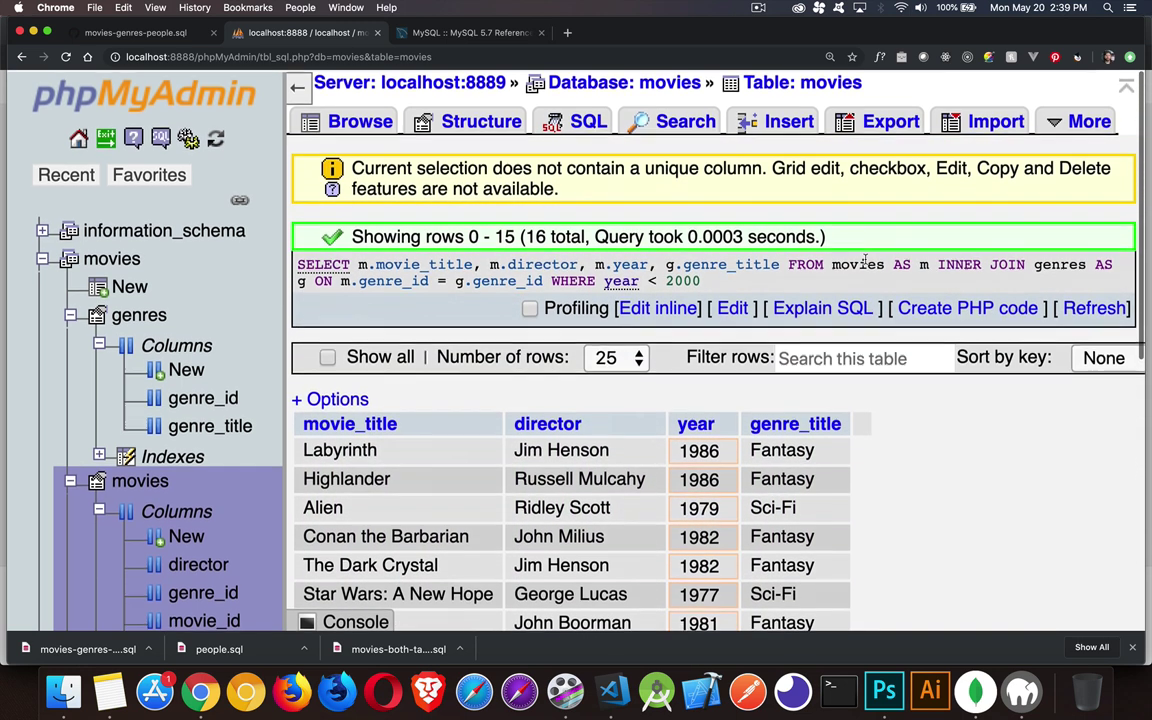 Chrome File Edit View History Bookmarks People Window Help 100% Mon May 20 2:39 PM
movies-genres-people.sql localhost:8888 / localhost / mo MySQL :: MySQL 5.7 Referenc
localhost:8888/phpMyAdmin/tbl_sql.php?db=movies&table=movies
phpMyAdmin
Recent Favorites
information_schema
movies
New
genres
Columns
New
genre_id
genre_title
Indexes
movies
Columns
New
director
genre_id
movie_id
Server: localhost:8889 » Database: movies » Table: movies
Browse Structure SQL Search Insert Export Import More
Current selection does not contain a unique column. Grid edit, checkbox, Edit, Copy and Delete
features are not available.
Showing rows 0 - 15 (16 total, Query took 0.0003 seconds.)
SELECT m.movie_title, m.director, m.year, g.genre_title FROM movies AS m INNER JOIN genres AS
g ON m.genre_id = g.genre_id WHERE year < 2000
Profiling [Edit inline] [ Edit ] [ Explain SQL ] [ Create PHP code ] [ Refresh]
Show all | Number of rows: 25 Filter rows: Search this table Sort by key: None
+ Options
movie_title director year genre_title
Labyrinth Jim Henson 1986 Fantasy
Highlander Russell Mulcahy 1986 Fantasy
Alien Ridley Scott 1979 Sci-Fi
Conan the Barbarian John Milius 1982 Fantasy
The Dark Crystal Jim Henson 1982 Fantasy
Star Wars: A New Hope George Lucas 1977 Sci-Fi
Console John Boorman 1981 Fantasy
movies-genres-....sql people.sql movies-both-ta....sql Show All
Ps Ai